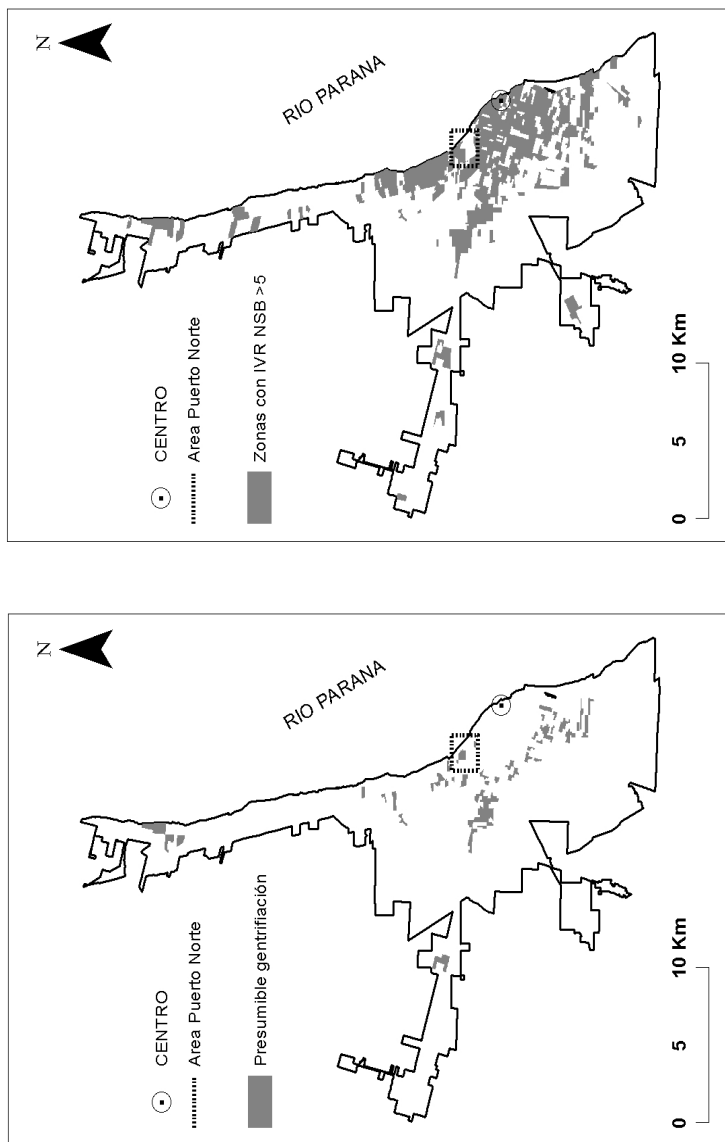 N
RIO PARANA
CENTRO
Area Puerto Norte
Zonas con IVR NSB >5
0 5 10 Km
N
RIO PARANA
CENTRO
Area Puerto Norte
Presumible gentrifiación
0 5 10 Km